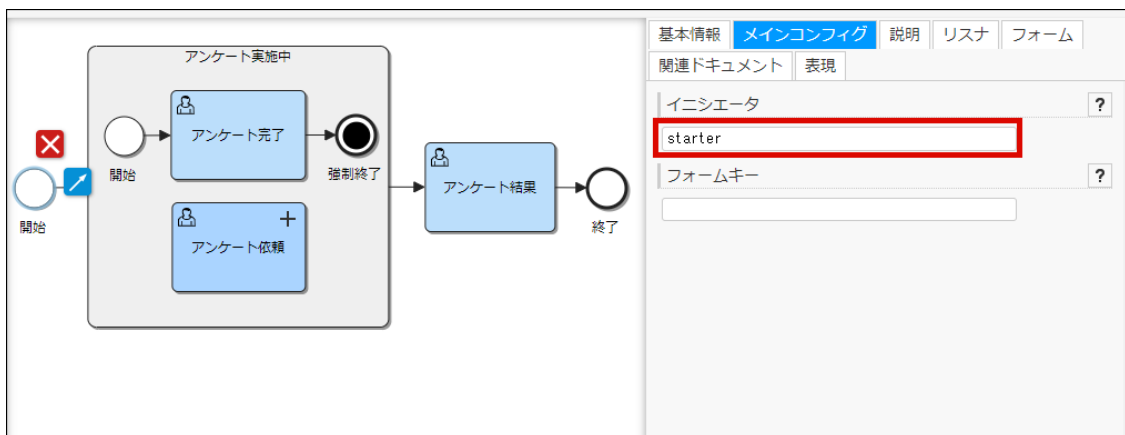 アンケート実施中
アンケート完了
開始
強制終了
アンケート依頼
+
開始
アンケート結果
終了
基本情報 メインコンフィグ 説明 リスナ フォーム
関連ドキュメント 表現
イニシエータ ?
starter
フォームキー ?